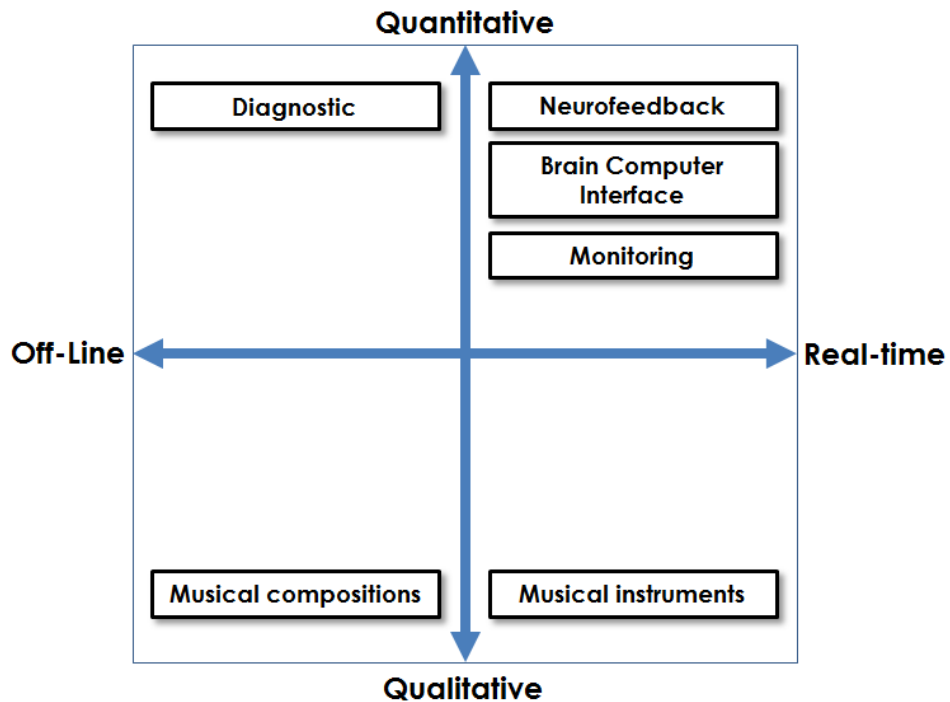 Quantitative
Diagnostic
Neurofeedback
Brain Computer
Interface
Monitoring
Off-Line
Real-time
Musical compositions
Musical instruments
Qualitative